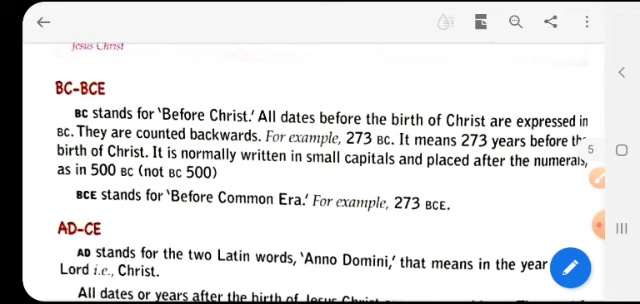 Jesus Christ
BC-BCE
BC stands for 'Before Christ.' All dates before the birth of Christ are expressed in
BC. They are counted backwards. For example, 273 BC. It means 273 years before the
birth of Christ. It is normally written in small capitals and placed after the numerals,
as in 500 BC (not BC 500)
BCE stands for 'Before Common Era.' For example, 273 BCE.
AD-CE
AD stands for the two Latin words, 'Anno Domini,' that means in the year
Lord i.e., Christ.
All dates or years after the birth of Jesus Christ
5